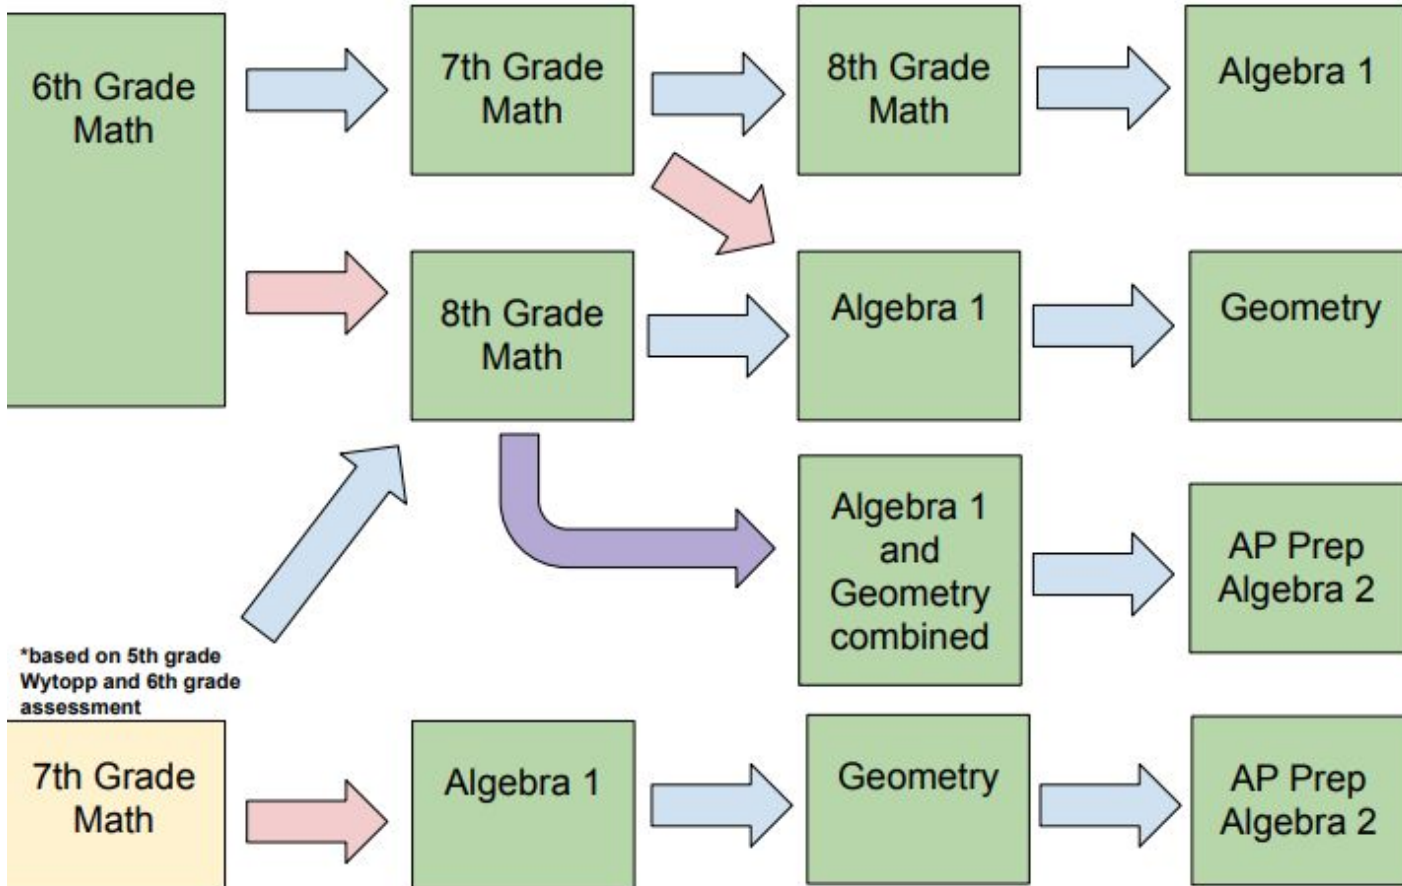 6th Grade
Math
7th Grade
Math
8th Grade
Math
Algebra 1
8th Grade
Math
Algebra 1
Geometry
Algebra 1
and
Geometry
combined
AP Prep
Algebra 2
*based on 5th grade
Wytopp and 6th grade
assessment
7th Grade
Math
Algebra 1
Geometry
AP Prep
Algebra 2